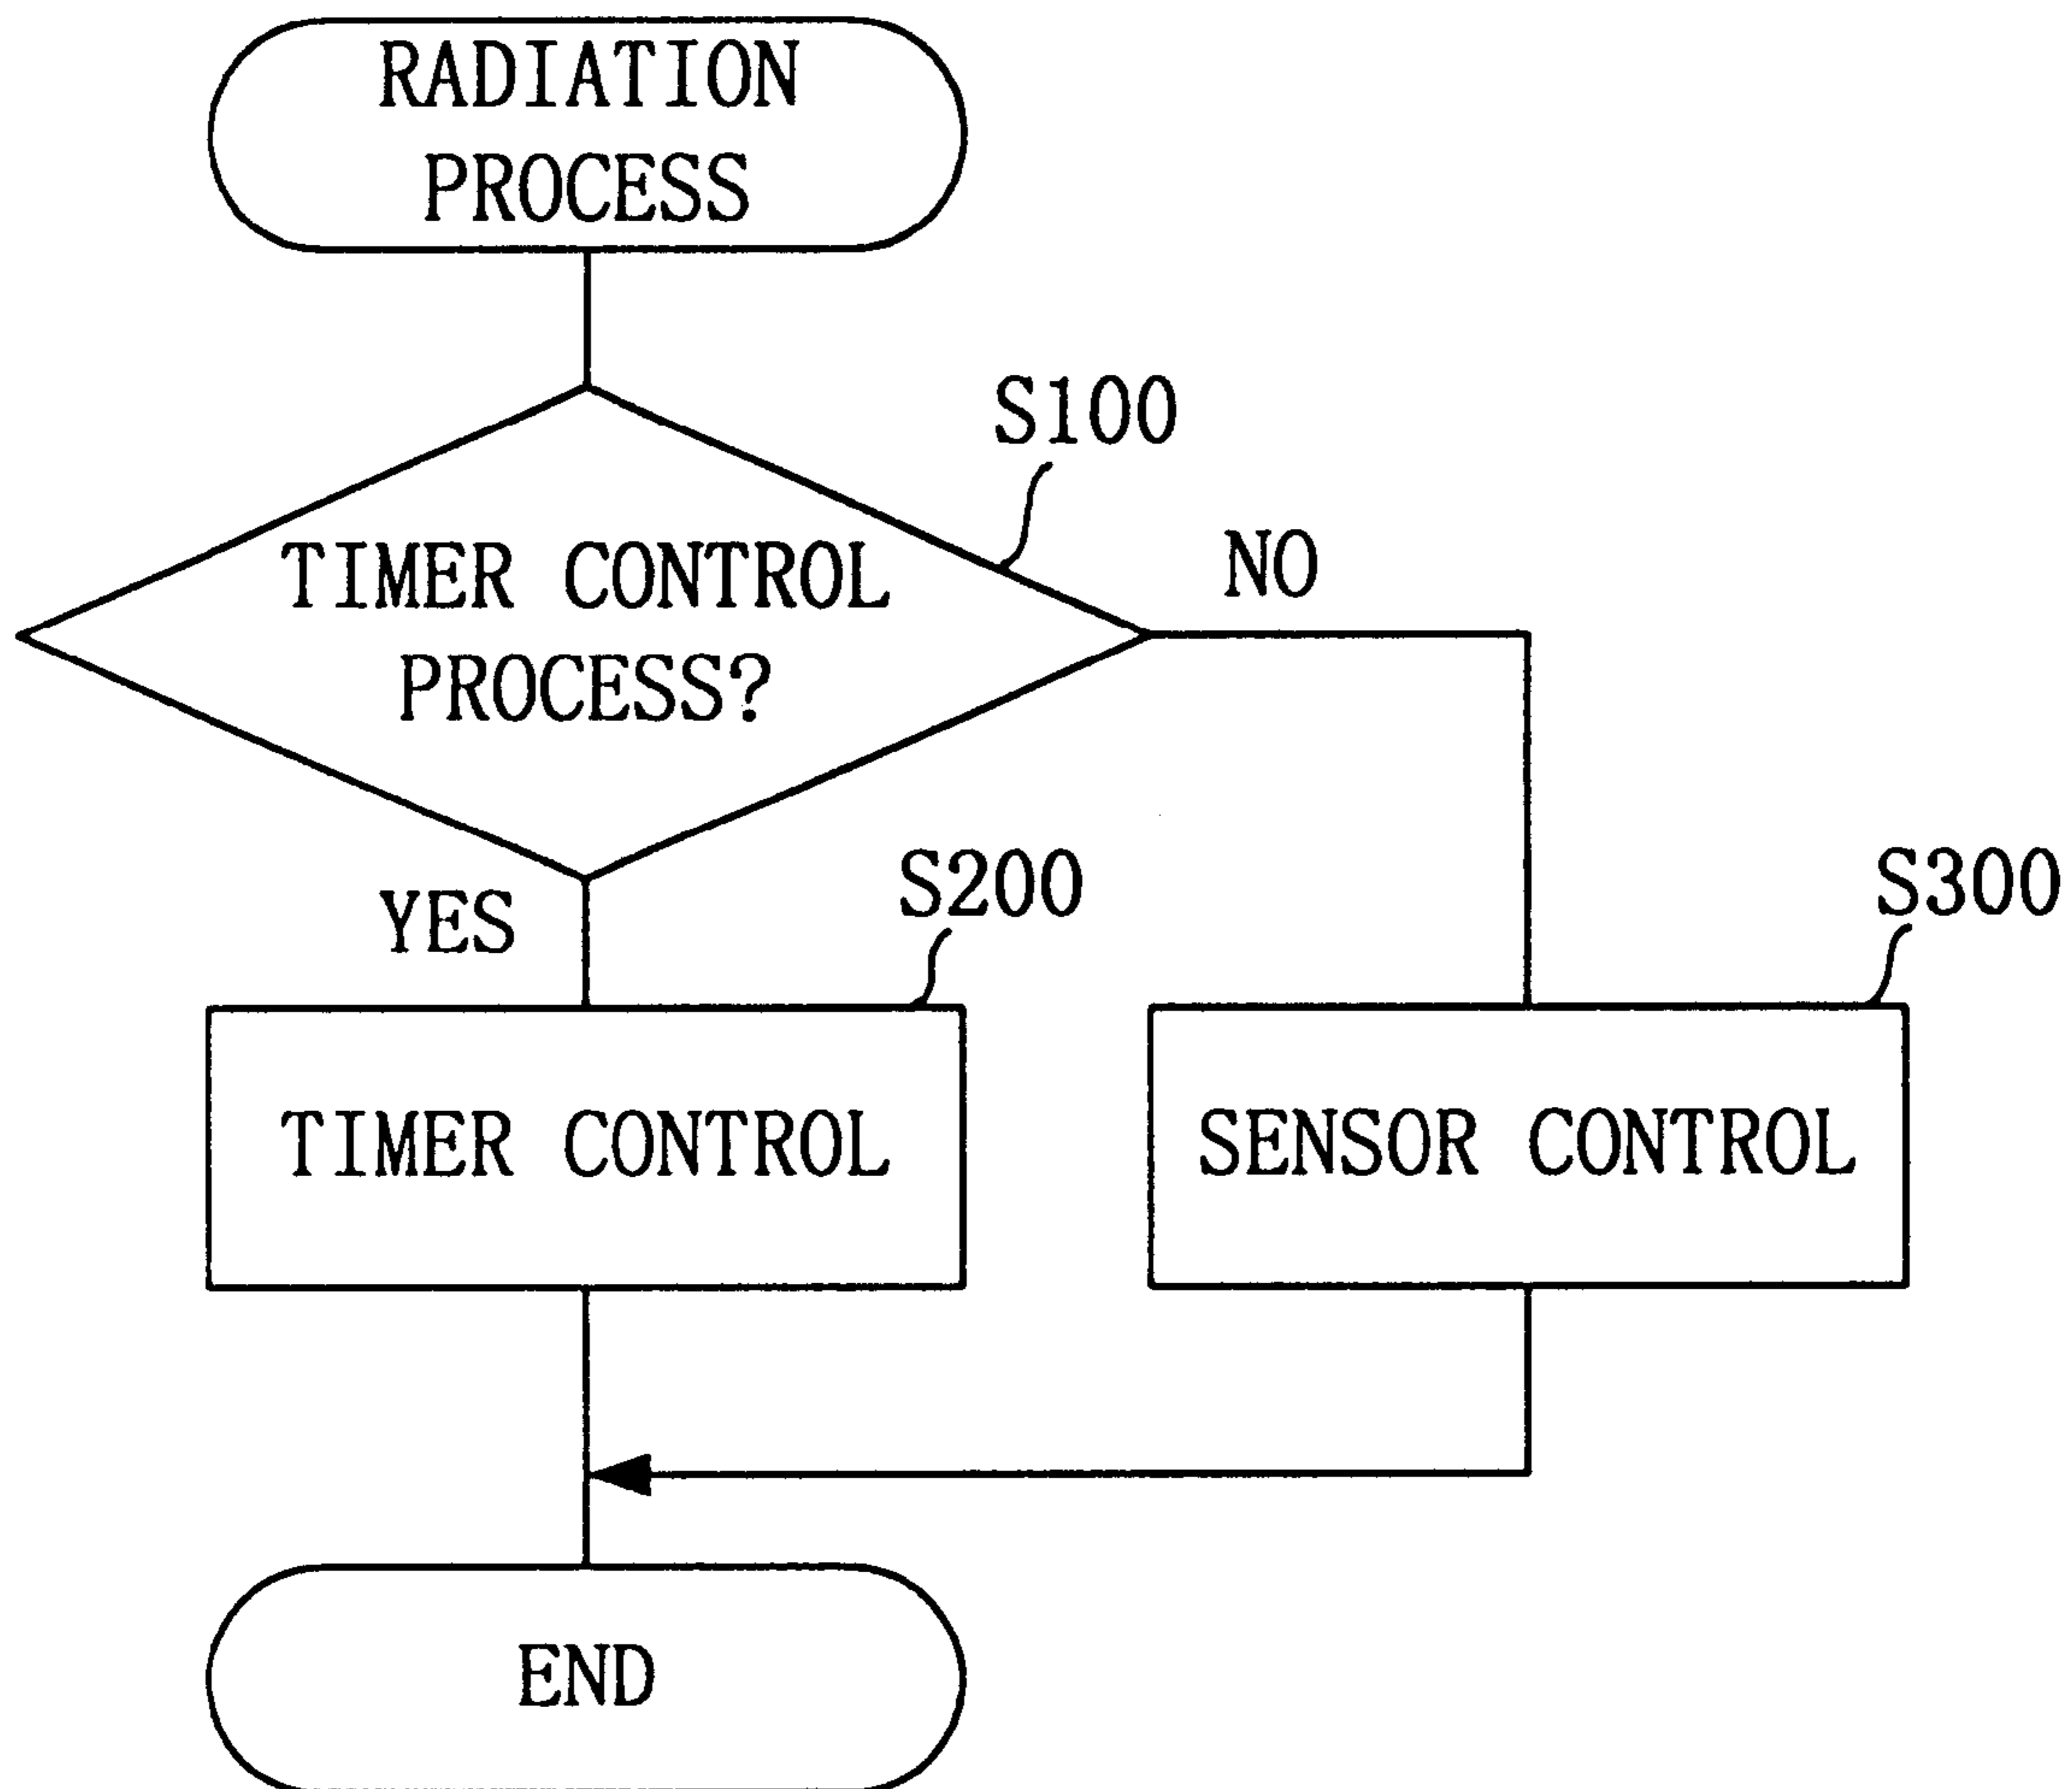 RADIATION
PROCESS
S100
TIMER CONTROL
PROCESS?
NO
YES
S200
S300
TIMER CONTROL
SENSOR CONTROL
END